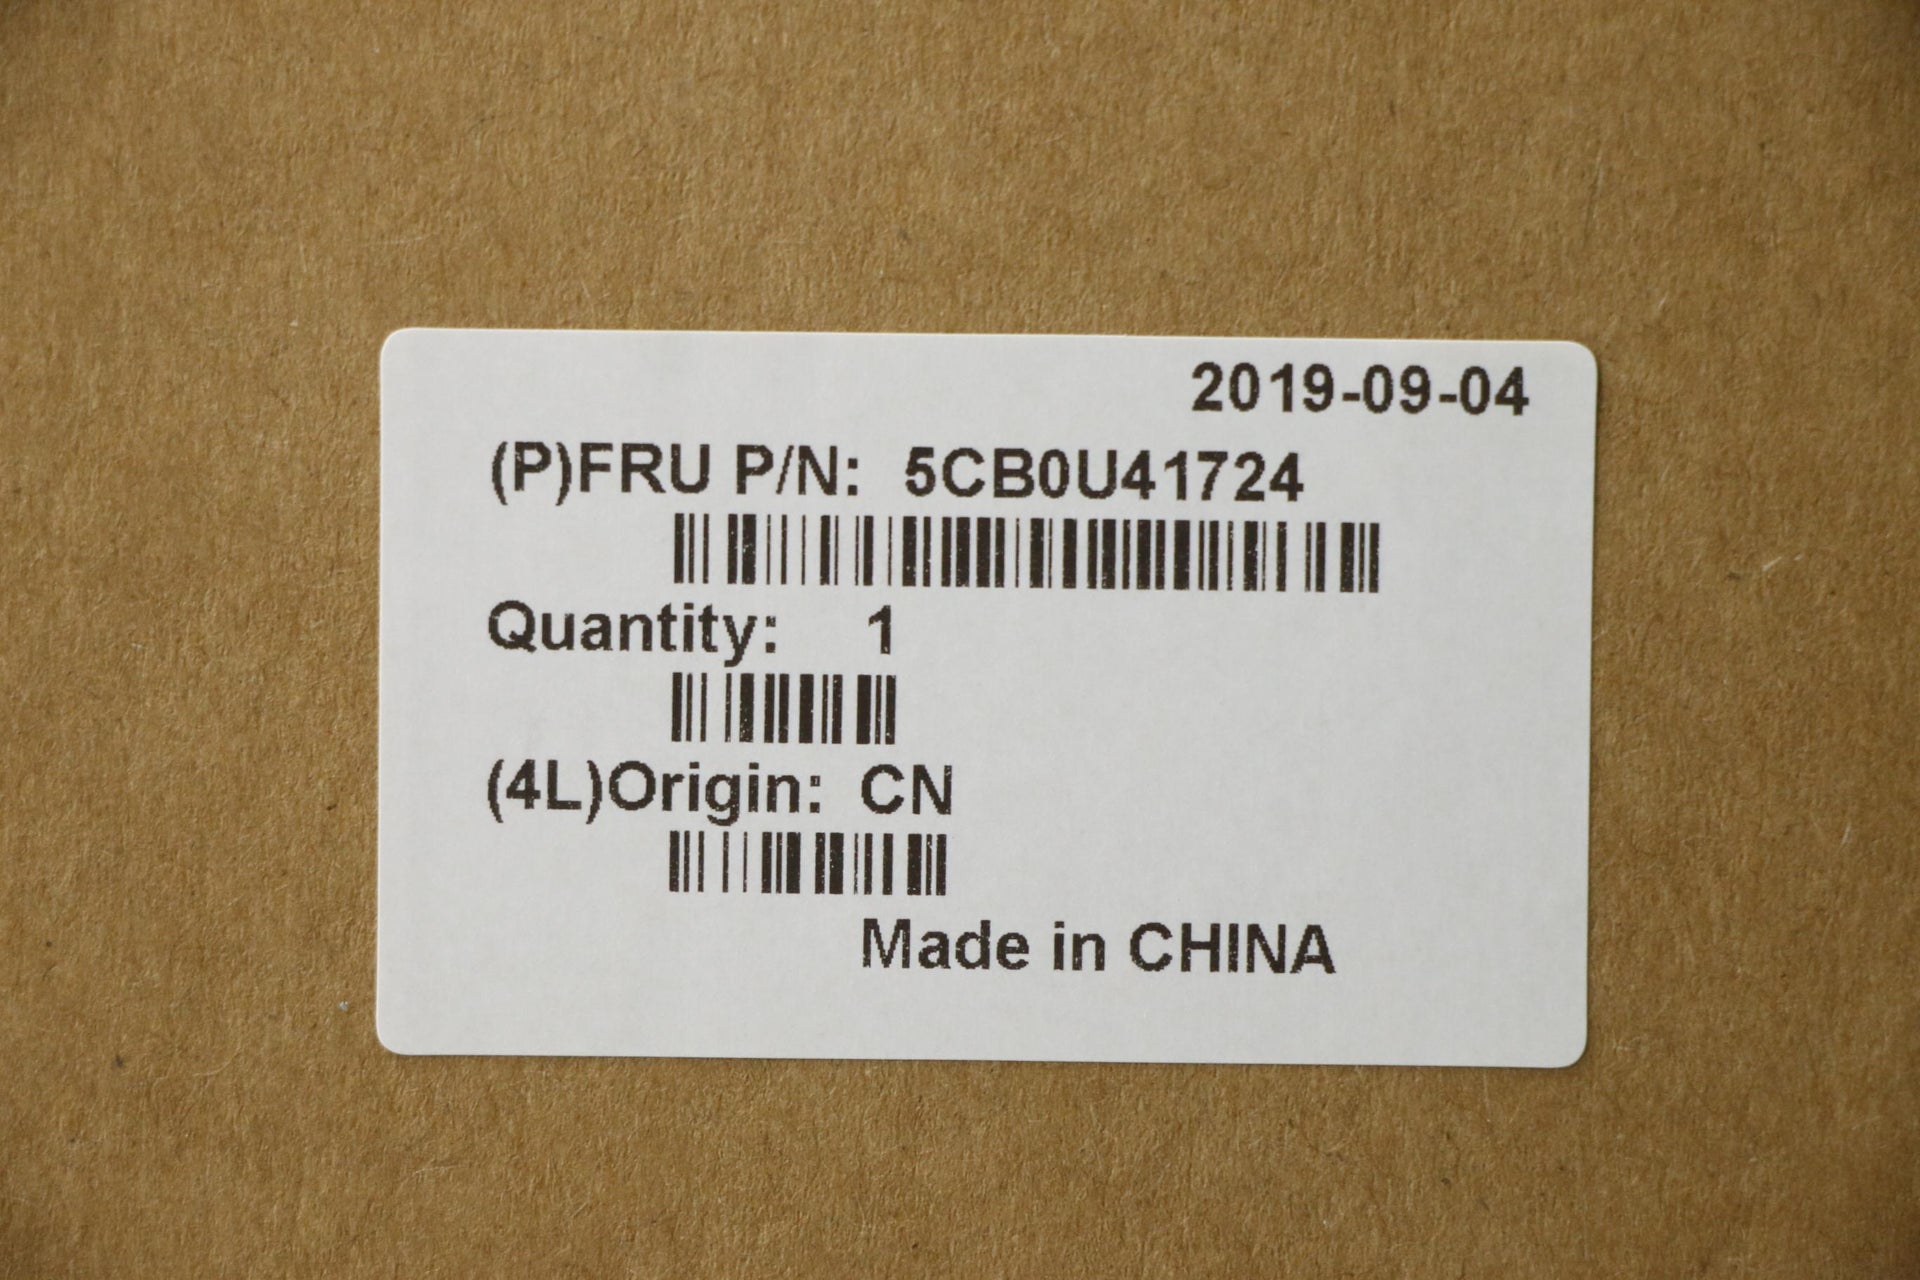 2019-09-04
(P)FRU P/N: 5CB0U41724
Quantity: 1
(4L)Origin: CN
Made in CHINA